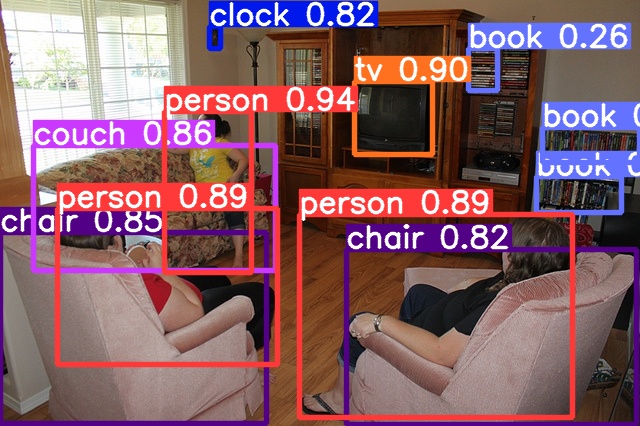 clock 0.82
book 0.26
tv 0.90
person 0.94
book 0
couch 0.86
book 0
person 0.89
person 0.89
chair 0.85
chair 0.82